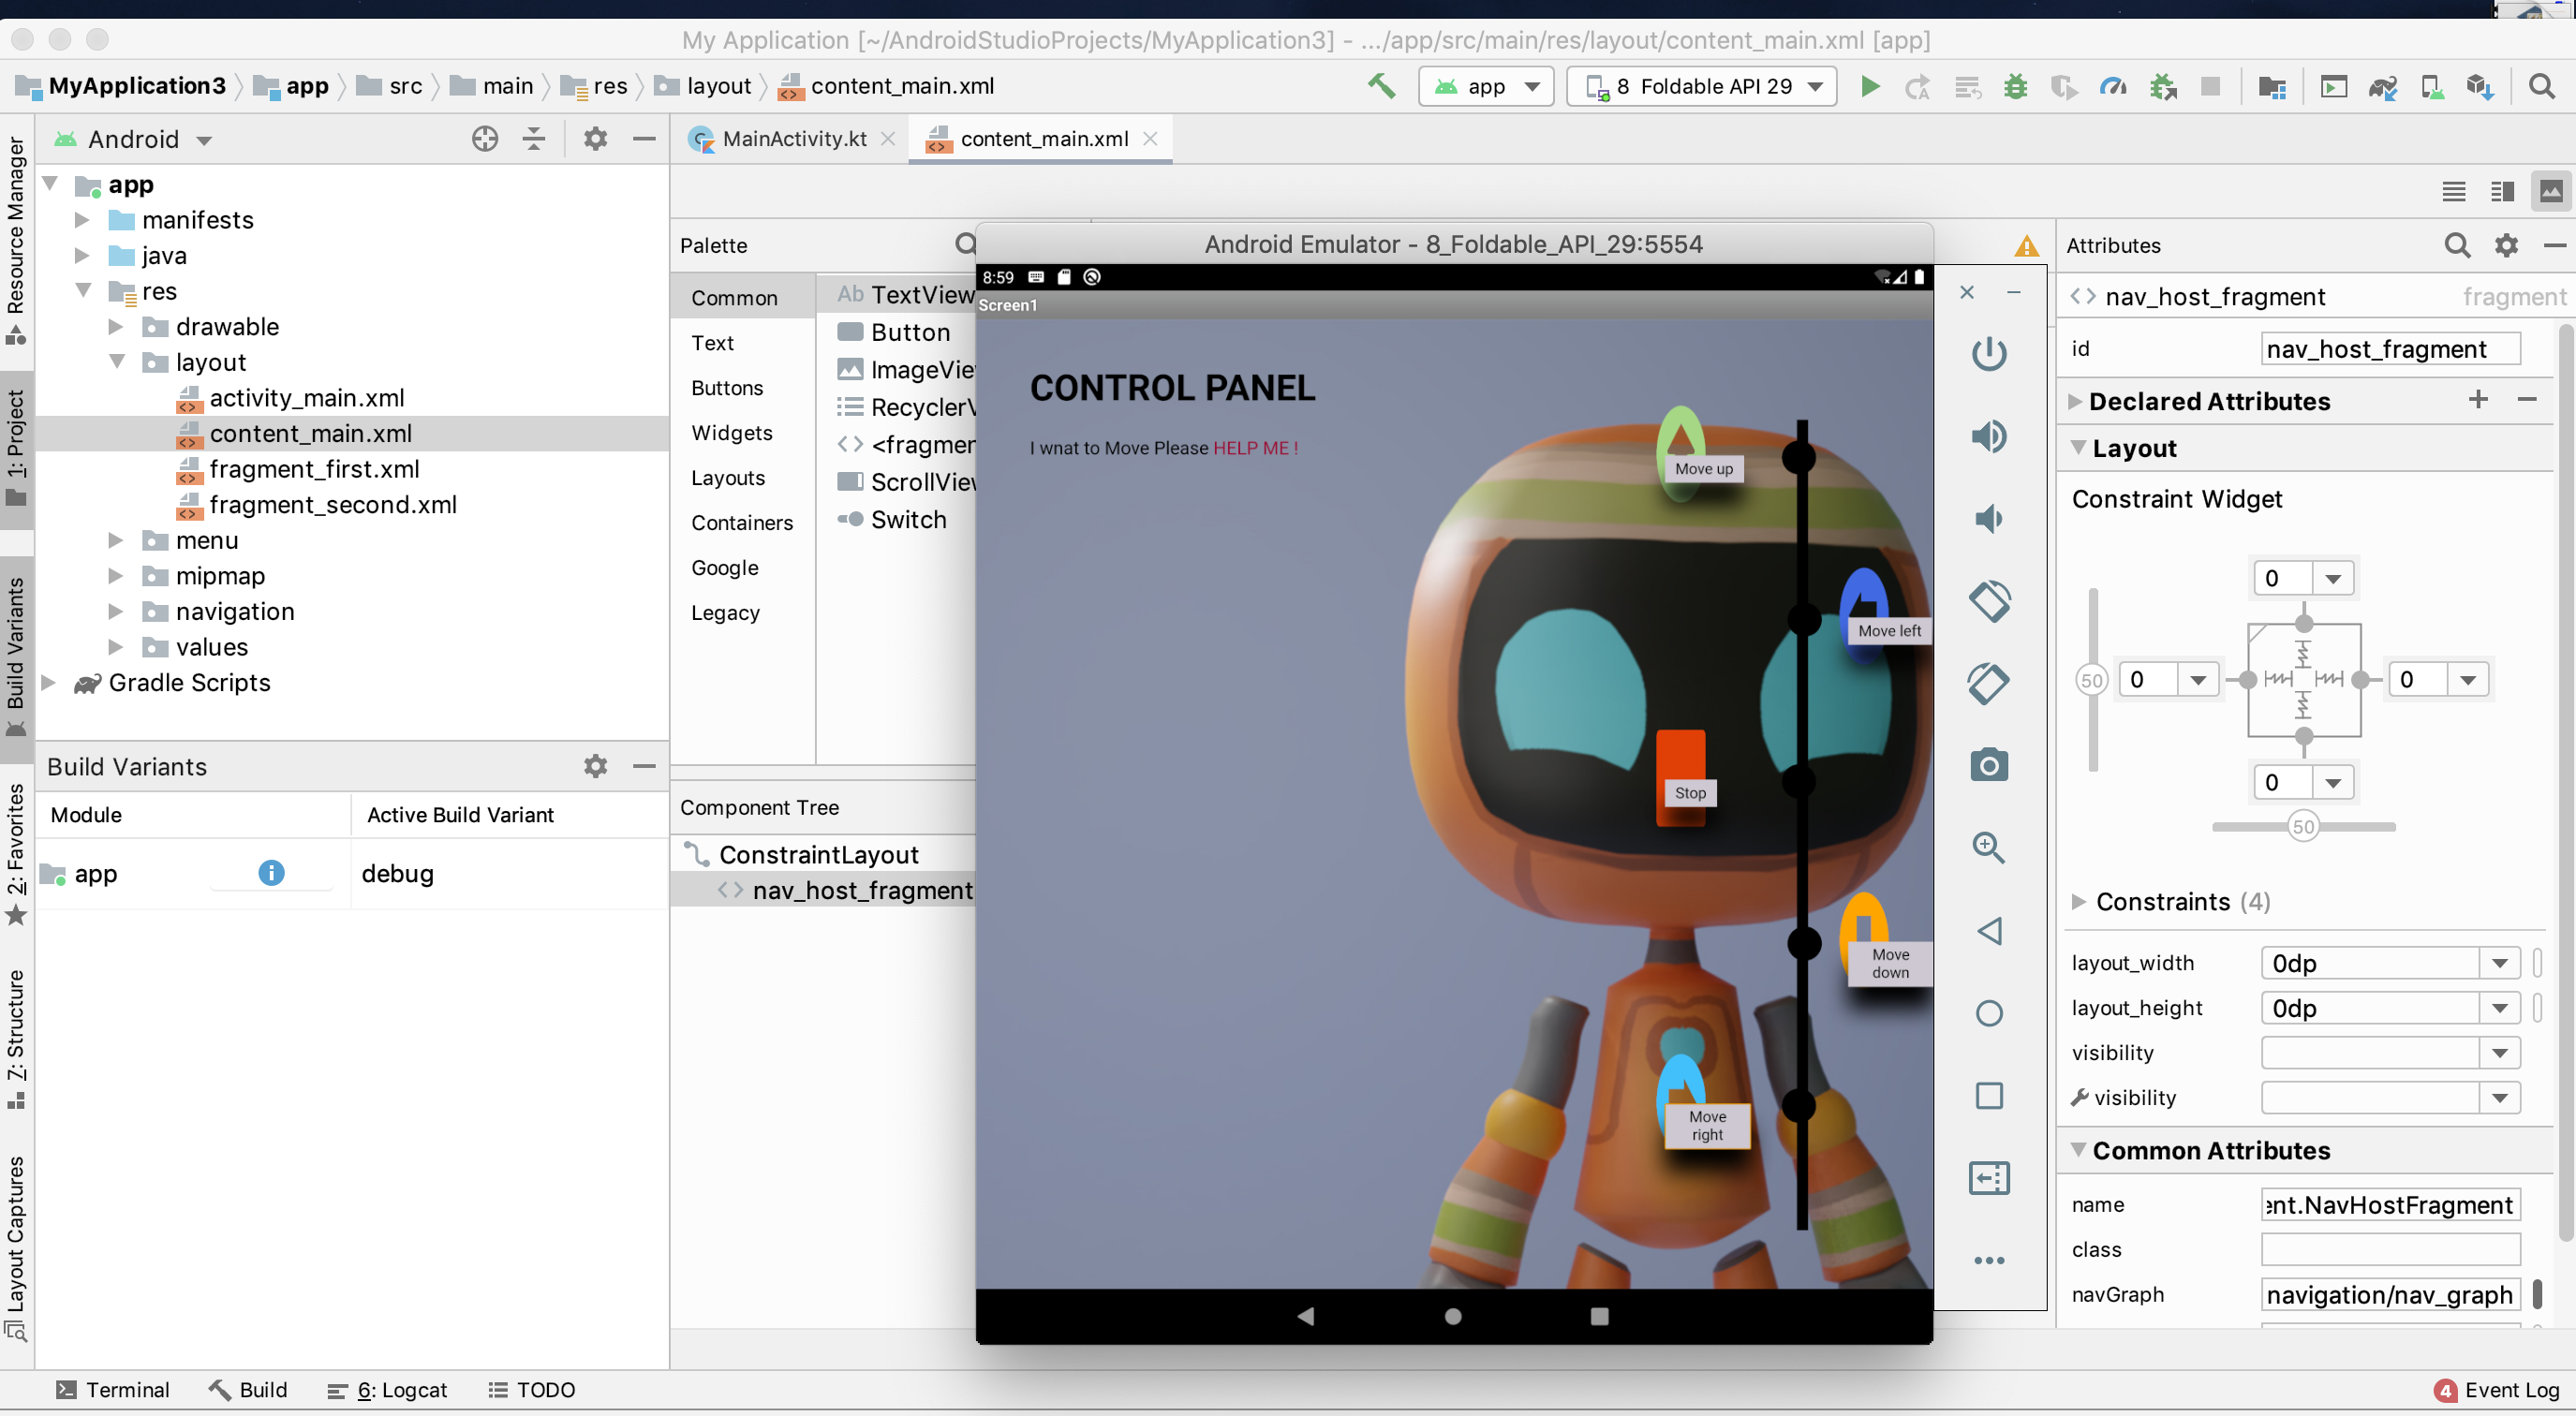 My Application [~/AndroidStudioProjects/MyApplication3] - .../app/src/main/res/layout/content_main.xml [app]
MyApplication3 app src main res layout content_main.xml
app
8 Foldable API 29
Resource Manager
1: Project
Build Variants
2: Favorites
7: Structure
Layout Captures
Android
app
manifests
java
res
drawable
layout
activity_main.xml
content_main.xml
fragment_first.xml
fragment_second.xml
menu
mipmap
navigation
values
Gradle Scripts
Build Variants
Module Active Build Variant
app debug
MainActivity.kt
content_main.xml
Palette
Common
Text
Buttons
Widgets
Layouts
Containers
Google
Legacy
Ab TextView
Button
ImageVie
RecyclerV
<fragmen
ScrollView
Switch
Component Tree
ConstraintLayout
nav_host_fragment
Android Emulator - 8_Foldable_API_29:5554
8:59
Screen1
CONTROL PANEL
I wnat to Move Please HELP ME !
Move up
Move left
Stop
Move
down
Move
right
Attributes
nav_host_fragment fragment
id nav_host_fragment
Declared Attributes
Layout
Constraint Widget
0
50 0 0
0
50
Constraints (4)
layout_width 0dp
layout_height 0dp
visibility
visibility
Common Attributes
name ent.NavHostFragment
class
navGraph navigation/nav_graph
Terminal Build 6: Logcat TODO
4 Event Log